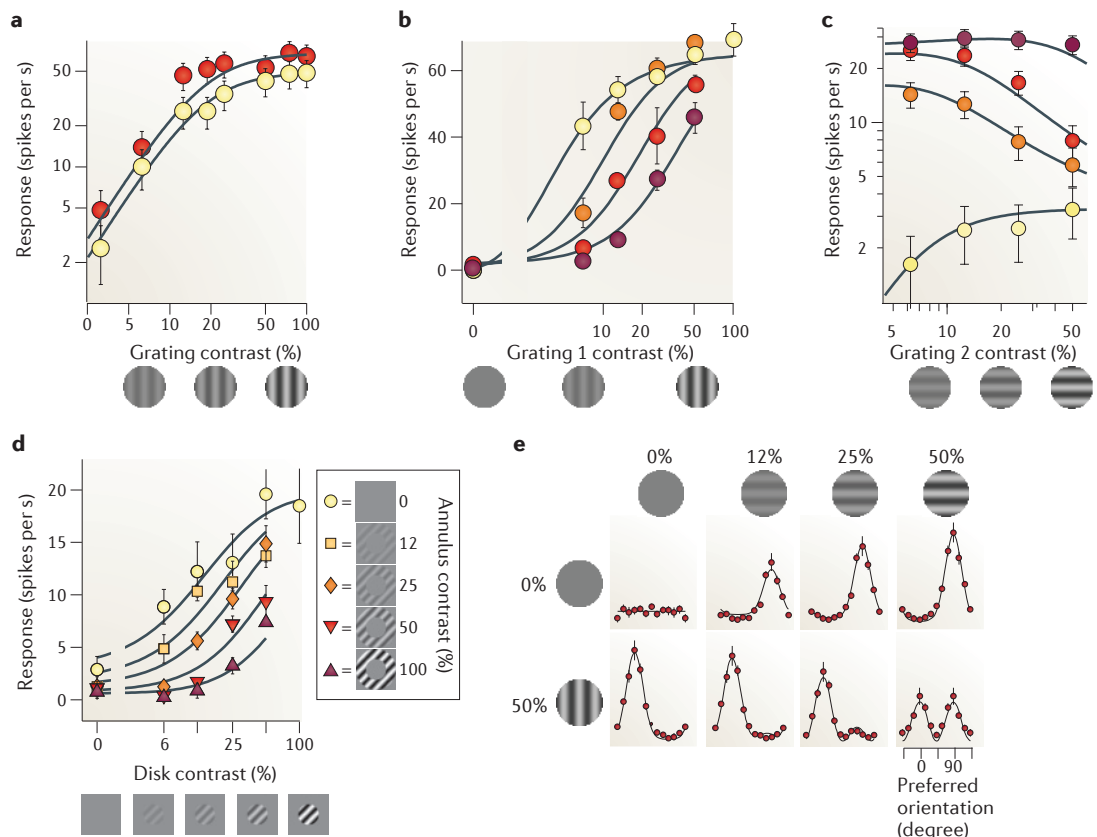 a
Response (spikes per s)
50
20
10
5
2
0 5 10 20 50 100
Grating contrast (%)
b
Response (spikes per s)
60
40
20
0
0 10 20 50 100
Grating 1 contrast (%)
c
Response (spikes per s)
20
10
5
2
5 10 20 50
Grating 2 contrast (%)
d
Response (spikes per s)
20
15
10
5
0
0 6 25 100
Disk contrast (%)
= 0
= 12
= 25
= 50
= 100
Annulus contrast (%)
e
0% 12% 25% 50%
0%
50%
0 90
Preferred
orientation
(degree)